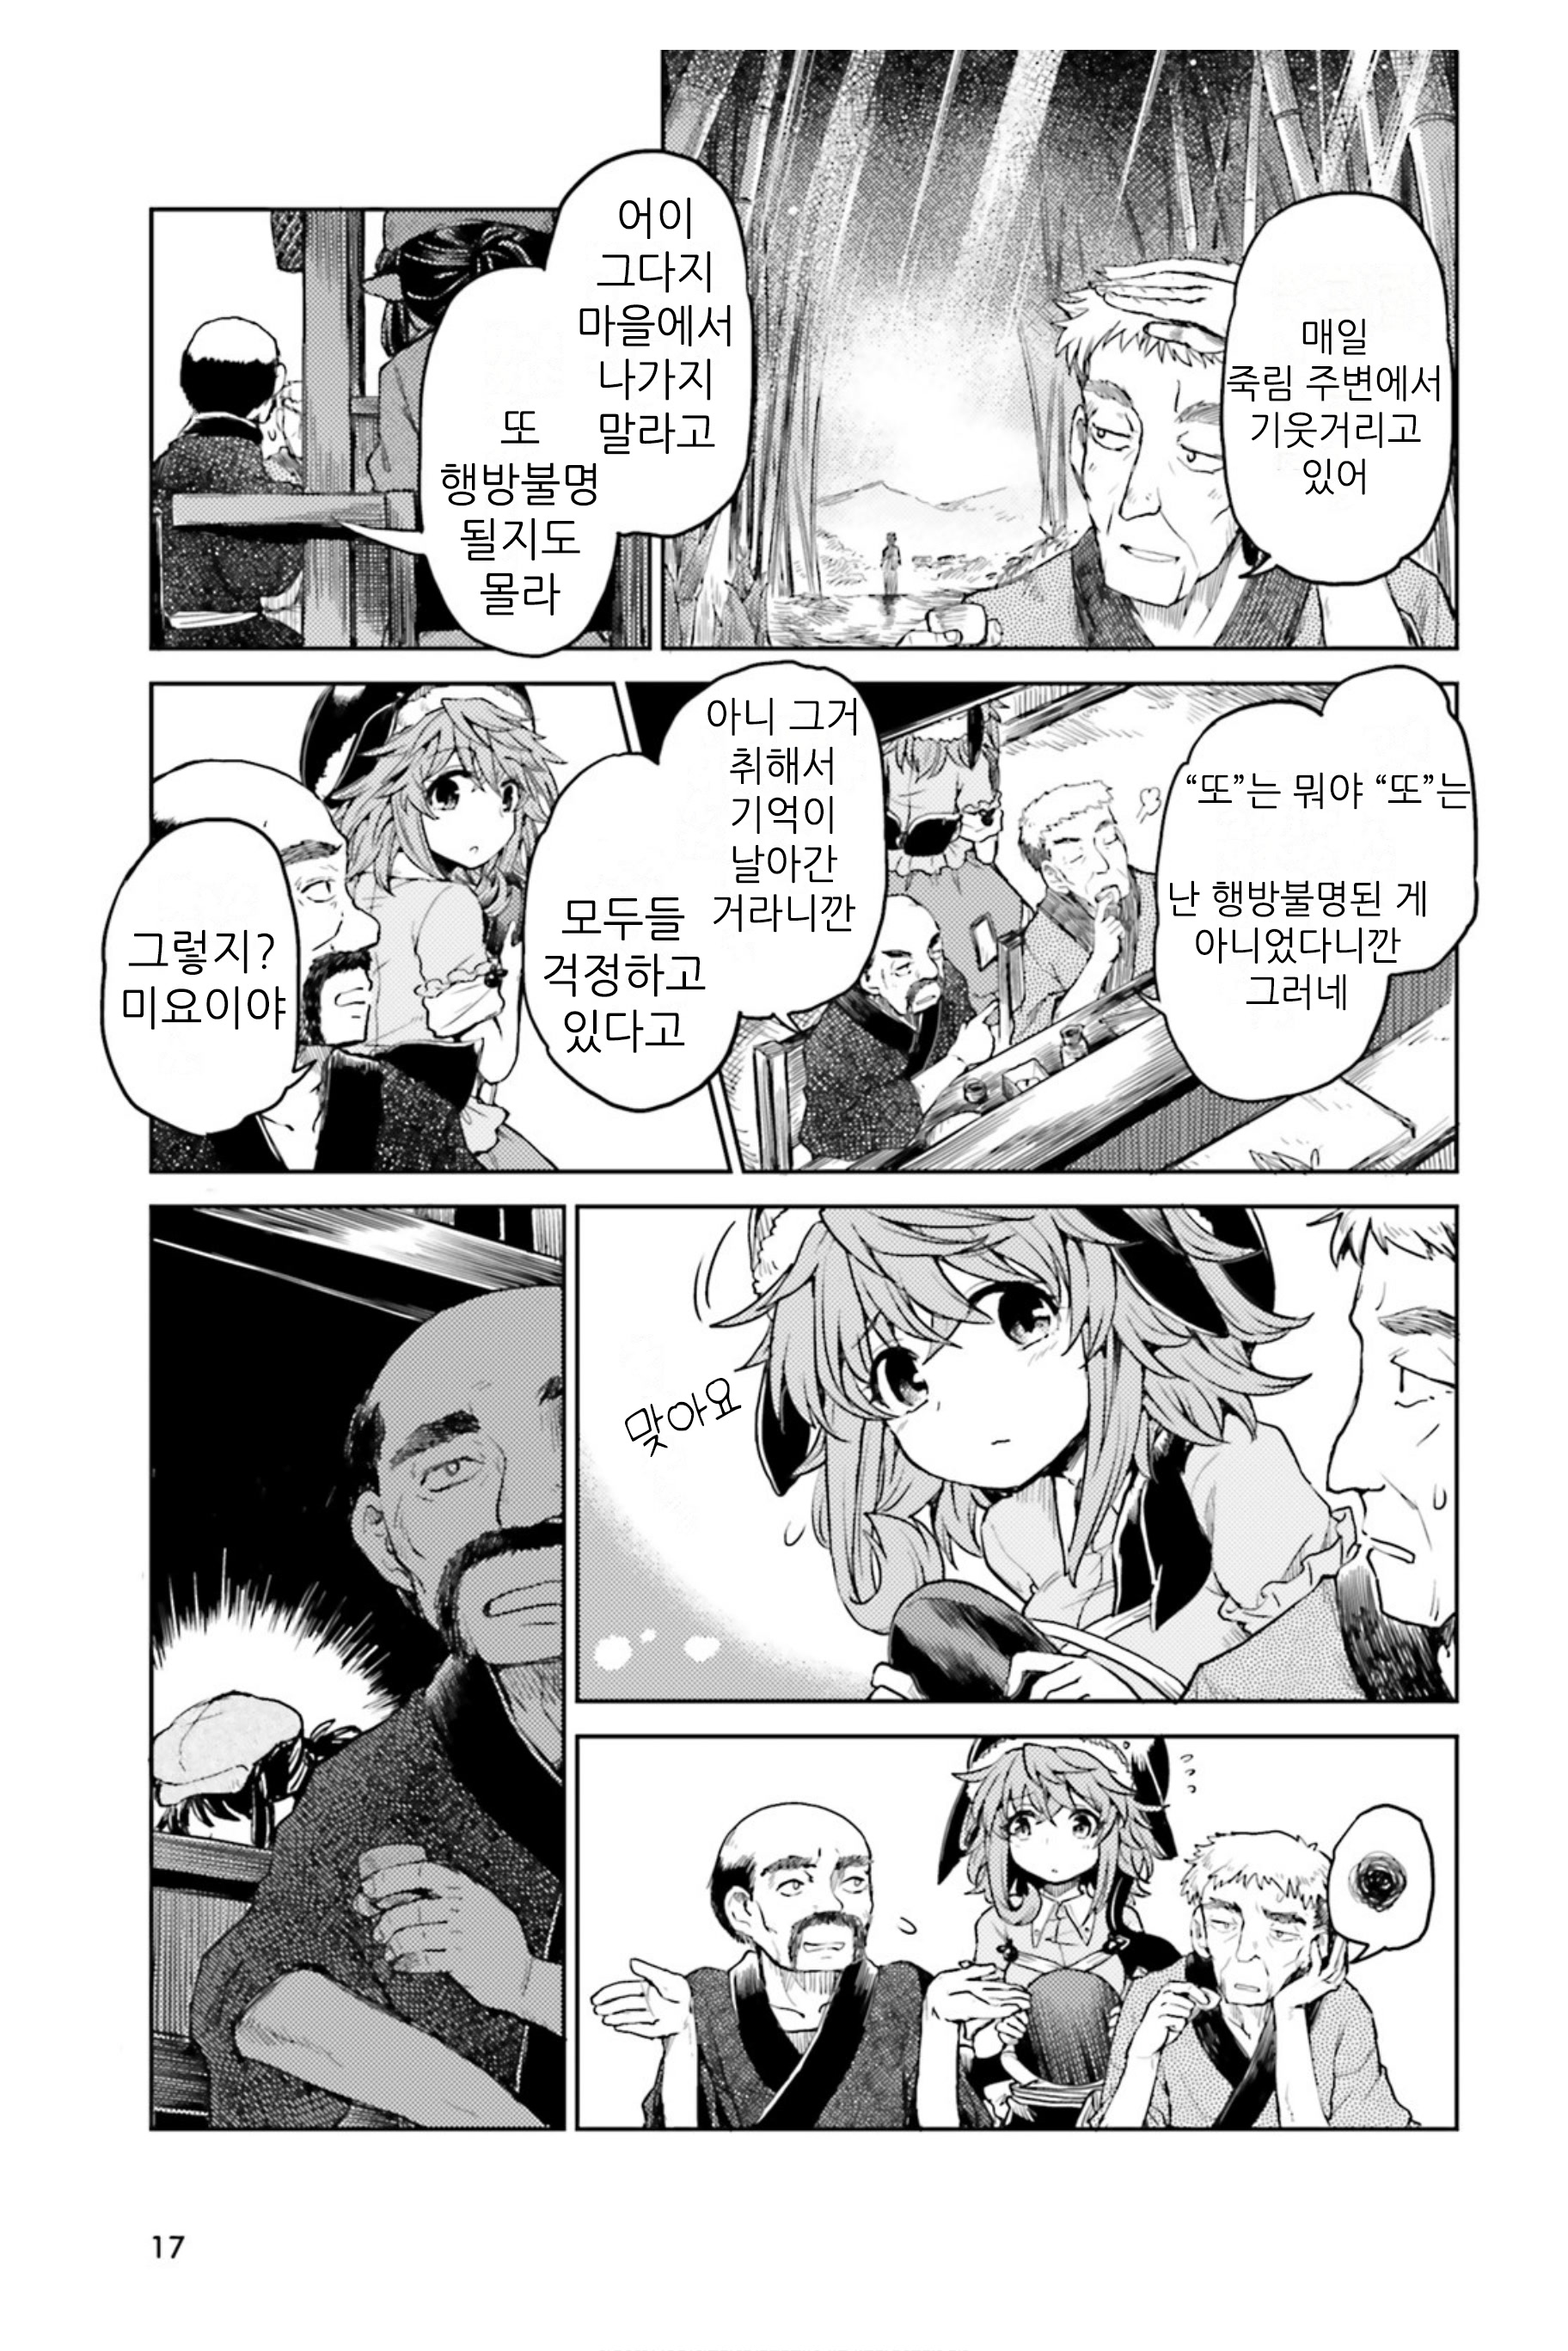 매일
죽림 주변에서
기웃거리고
있어
어이
그다지
마을에서
나가지
말라고
또
행방불명
될지도
몰라
“또”는 뭐야 “또”는
난 행방불명된 게
아니었다니깐
그러네
아니 그거
취해서
기억이
날아간
거라니깐
모두들
걱정하고
있다고
그렇지?
미요이야
맞아요
17